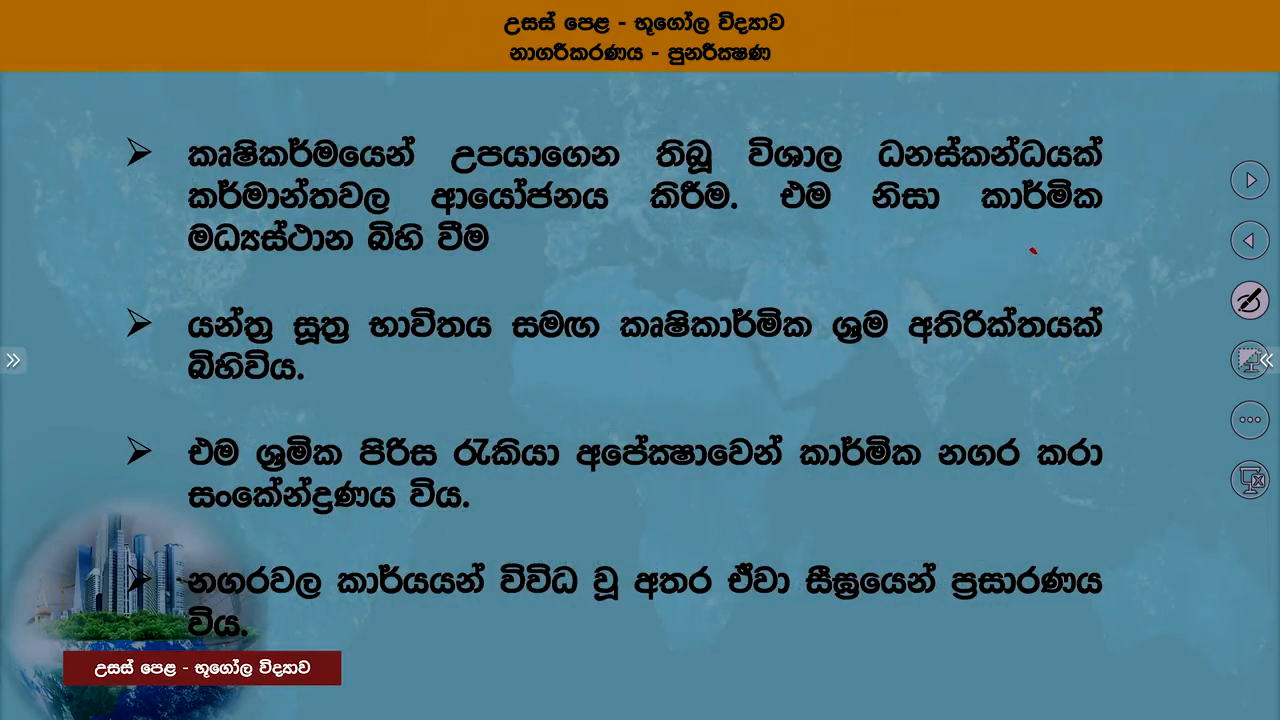 උසස් පෙළ - භූගෝල විද්‍යාව
නාගරීකරණය - පුනරීක්ෂණ
කෘෂිකර්මයෙන් උපයාගෙන තිබූ විශාල ධනස්කන්ධයක්
කර්මාන්තවල ආයෝජනය කිරීම. එම නිසා කාර්මික
මධ්‍යස්ථාන බිහි වීම
යන්ත්‍ර සූත්‍ර භාවිතය සමඟ කෘෂිකාර්මික ශ්‍රම අතිරික්තයක්
බිහිවිය.
එම ශ්‍රමික පිරිස රැකියා අපේක්ෂාවෙන් කාර්මික නගර කරා
සංකේන්ද්‍රණය විය.
නගරවල කාර්යයන් විවිධ වූ අතර ඒවා සීඝ්‍රයෙන් ප්‍රසාරණය
විය.
උසස් පෙළ - භූගෝල විද්‍යාව